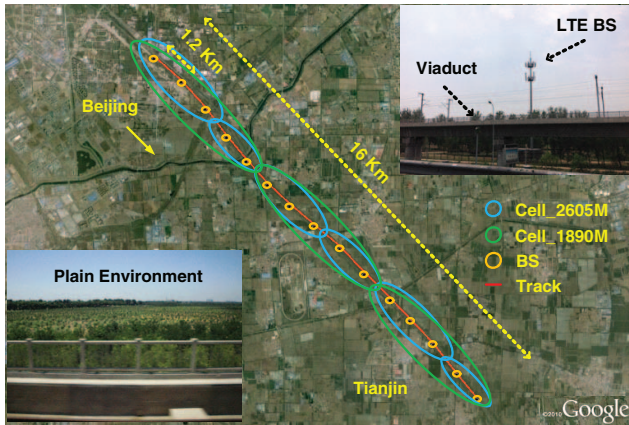 LTE BS
Viaduct
1.2 Km
Beijing
16 Km
Cell_2605M
Cell_1890M
BS
Track
Plain Environment
Tianjin
©2010 Google